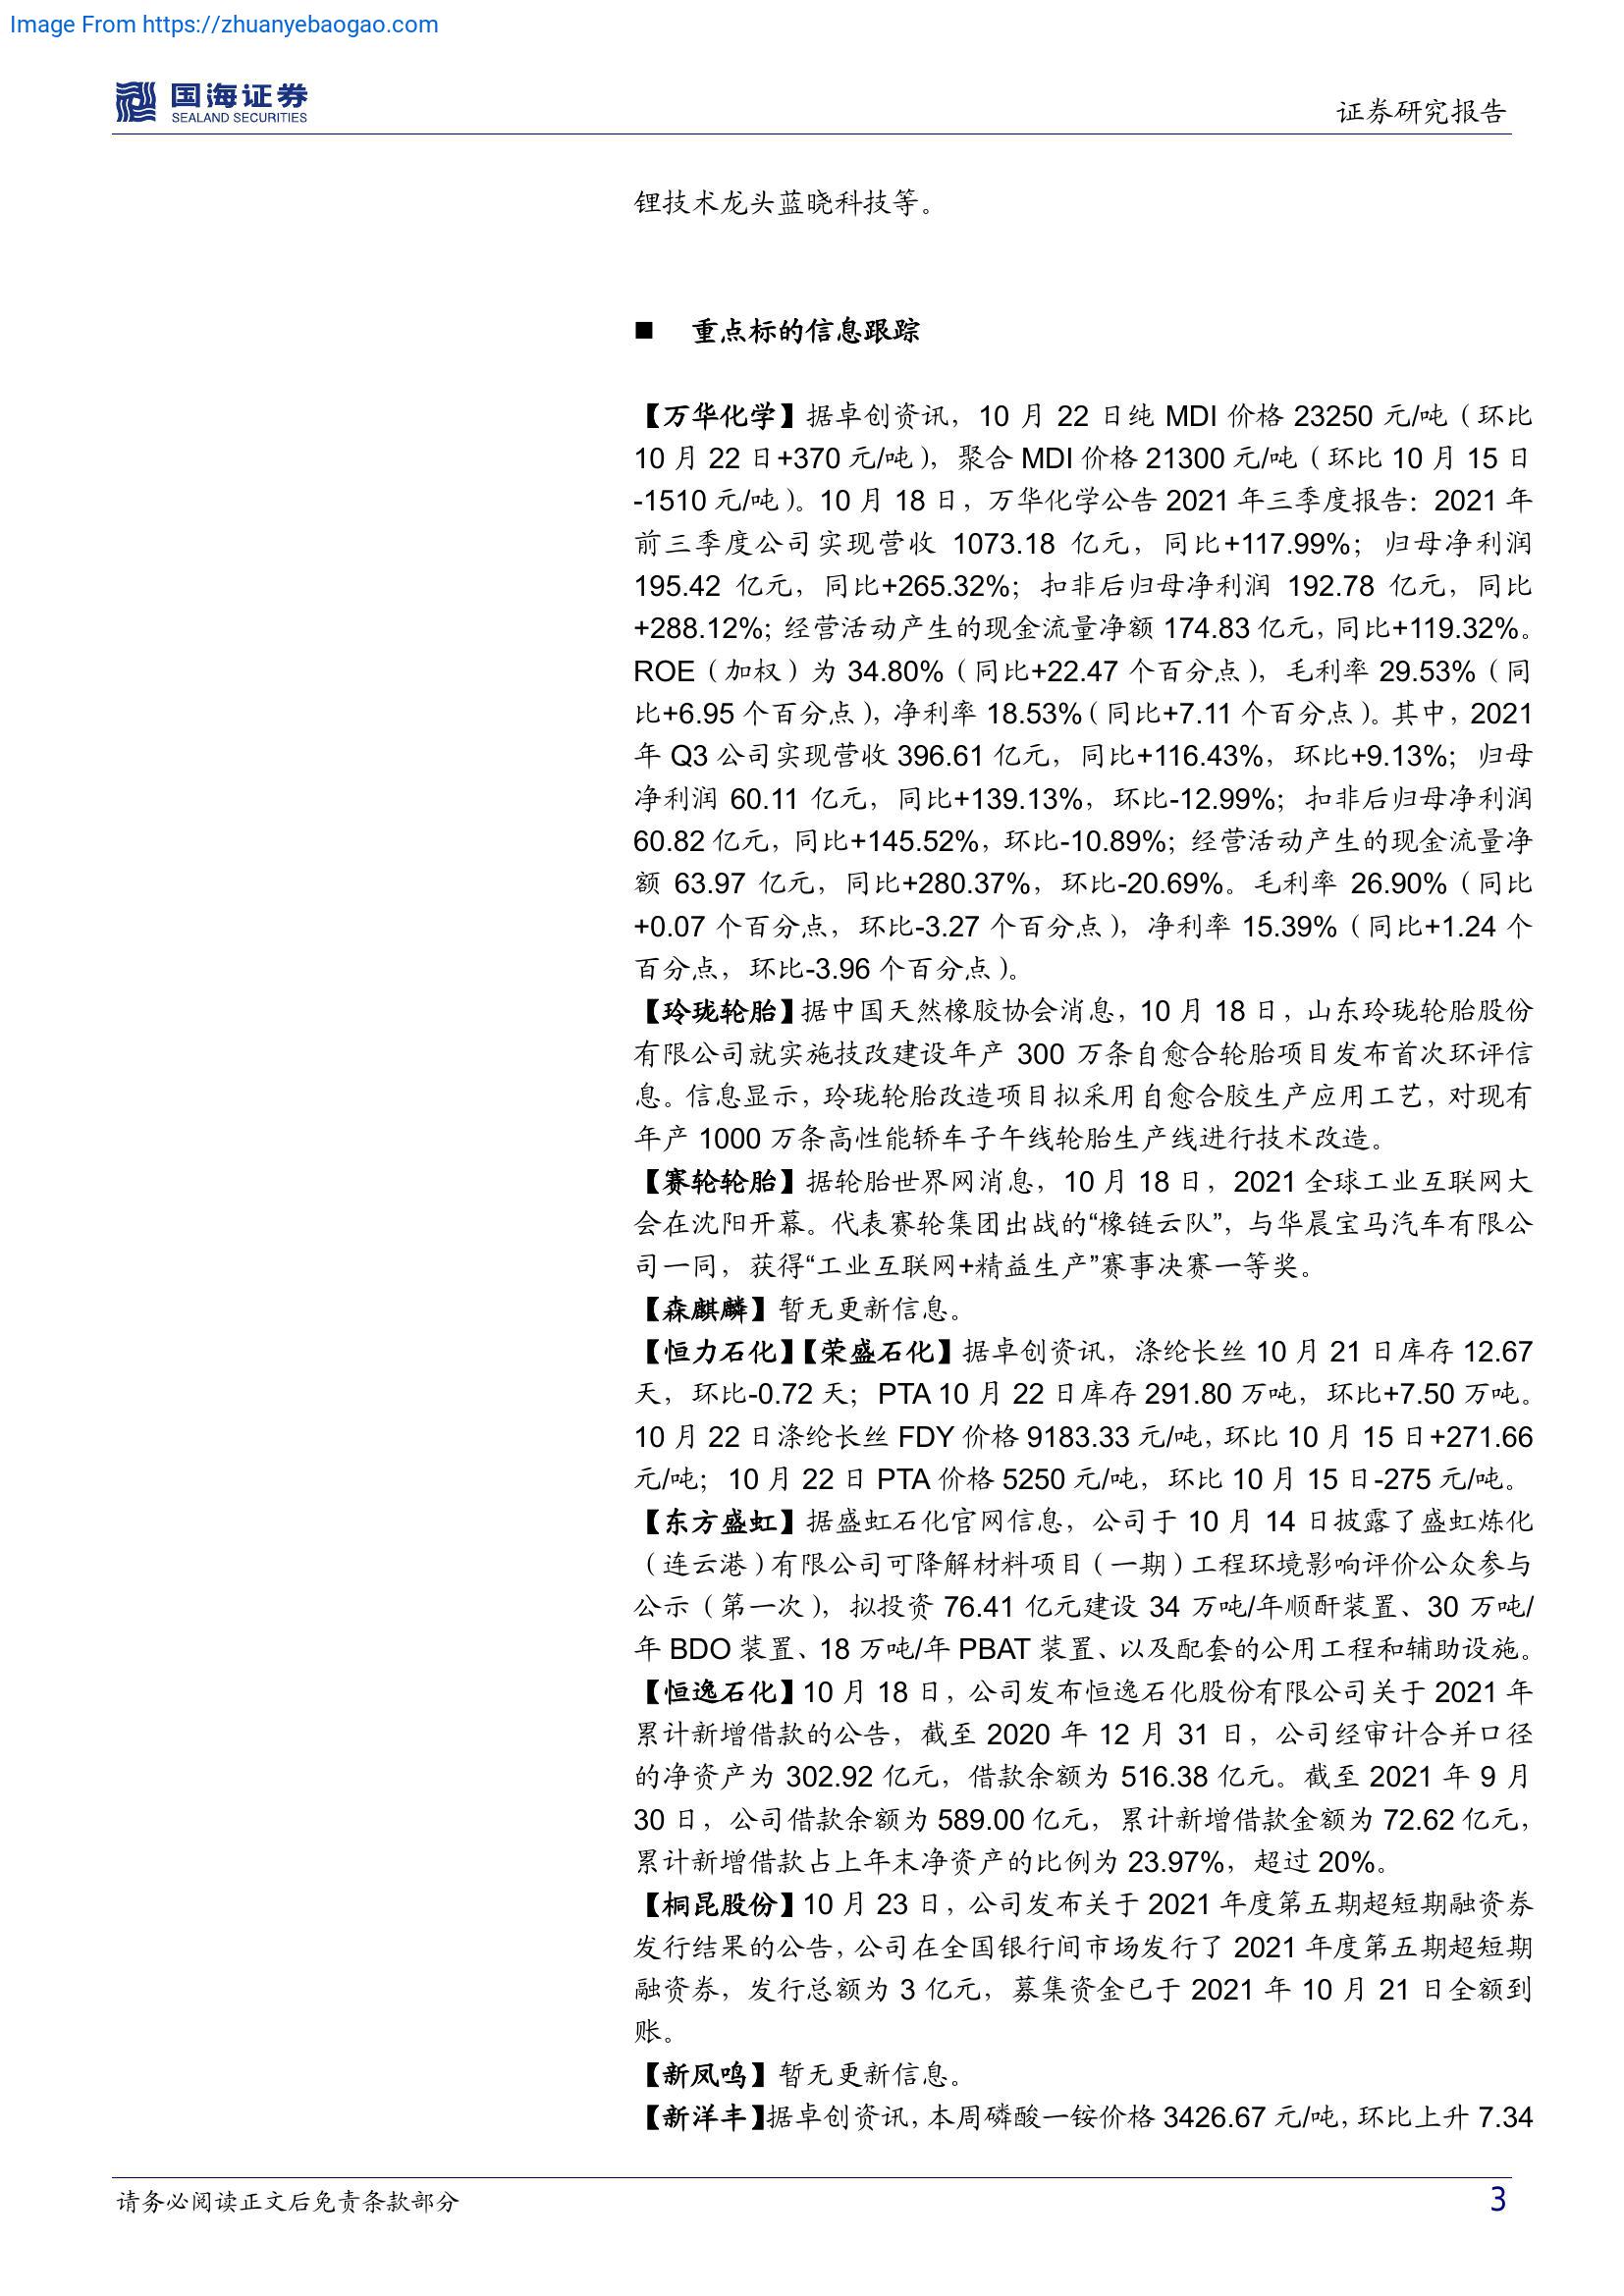 Image From https://zhuanyebaogao.com
国海证券
SEALAND SECURITIES
证券研究报告
锂技术龙头蓝晓科技等。
■ 重点标的信息跟踪
【万华化学】据卓创资讯，10 月 22 日纯 MDI 价格 23250 元/吨（环比
10 月 22 日+370 元/吨），聚合 MDI 价格 21300 元/吨（环比 10 月 15 日
-1510 元/吨）。10 月 18 日，万华化学公告 2021 年三季度报告：2021 年
前三季度公司实现营收 1073.18 亿元，同比+117.99%；归母净利润
195.42 亿元，同比+265.32%；扣非后归母净利润 192.78 亿元，同比
+288.12%；经营活动产生的现金流量净额 174.83 亿元，同比+119.32%。
ROE（加权）为 34.80%（同比+22.47 个百分点），毛利率 29.53%（同
比+6.95 个百分点），净利率 18.53%（同比+7.11 个百分点）。其中，2021
年 Q3 公司实现营收 396.61 亿元，同比+116.43%，环比+9.13%；归母
净利润 60.11 亿元，同比+139.13%，环比-12.99%；扣非后归母净利润
60.82 亿元，同比+145.52%，环比-10.89%；经营活动产生的现金流量净
额 63.97 亿元，同比+280.37%，环比-20.69%。毛利率 26.90%（同比
+0.07 个百分点，环比-3.27 个百分点），净利率 15.39%（同比+1.24 个
百分点，环比-3.96 个百分点）。
【玲珑轮胎】据中国天然橡胶协会消息，10 月 18 日，山东玲珑轮胎股份
有限公司就实施技改建设年产 300 万条自愈合轮胎项目发布首次环评信
息。信息显示，玲珑轮胎改造项目拟采用自愈合胶生产应用工艺，对现有
年产 1000 万条高性能轿车子午线轮胎生产线进行技术改造。
【赛轮轮胎】据轮胎世界网消息，10 月 18 日，2021 全球工业互联网大
会在沈阳开幕。代表赛轮集团出战的“橡链云队”，与华晨宝马汽车有限公
司一同，获得“工业互联网+精益生产”赛事决赛一等奖。
【森麒麟】暂无更新信息。
【恒力石化】【荣盛石化】据卓创资讯，涤纶长丝 10 月 21 日库存 12.67
天，环比-0.72 天；PTA 10 月 22 日库存 291.80 万吨，环比+7.50 万吨。
10 月 22 日涤纶长丝 FDY 价格 9183.33 元/吨，环比 10 月 15 日+271.66
元/吨；10 月 22 日 PTA 价格 5250 元/吨，环比 10 月 15 日-275 元/吨。
【东方盛虹】据盛虹石化官网信息，公司于 10 月 14 日披露了盛虹炼化
（连云港）有限公司可降解材料项目（一期）工程环境影响评价公众参与
公示（第一次），拟投资 76.41 亿元建设 34 万吨/年顺酐装置、30 万吨/
年 BDO 装置、18 万吨/年 PBAT 装置、以及配套的公用工程和辅助设施。
【恒逸石化】10 月 18 日，公司发布恒逸石化股份有限公司关于 2021 年
累计新增借款的公告，截至 2020 年 12 月 31 日，公司经审计合并口径
的净资产为 302.92 亿元，借款余额为 516.38 亿元。截至 2021 年 9 月
30 日，公司借款余额为 589.00 亿元，累计新增借款金额为 72.62 亿元，
累计新增借款占上年末净资产的比例为 23.97%，超过 20%。
【桐昆股份】10 月 23 日，公司发布关于 2021 年度第五期超短期融资券
发行结果的公告，公司在全国银行间市场发行了 2021 年度第五期超短期
融资券，发行总额为 3 亿元，募集资金已于 2021 年 10 月 21 日全额到
账。
【新凤鸣】暂无更新信息。
【新洋丰】据卓创资讯，本周磷酸一铵价格 3426.67 元/吨，环比上升 7.34
请务必阅读正文后免责条款部分
3